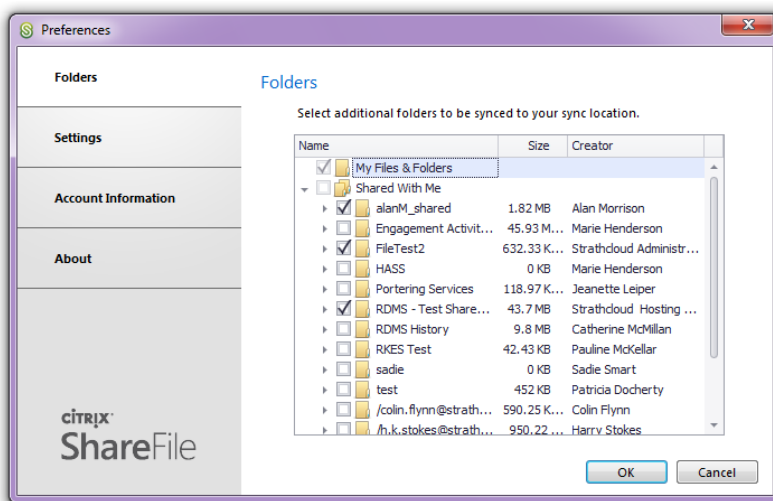 Preferences
Folders
Settings
Account Information
About
CİTRIX
ShareFile
Folders
Select additional folders to be synced to your sync location.
Name Size Creator
My Files & Folders
Shared With Me
alanM_shared 1.82 MB Alan Morrison
Engagement Activit... 45.93 M... Marie Henderson
FileTest2 632.33 K... Strathcloud Administr...
HASS 0 KB Marie Henderson
Portering Services 118.97 K... Jeanette Leiper
RDMS - Test Share... 43.7 MB Strathcloud Hosting ...
RDMS History 9.8 MB Catherine McMillan
RKES Test 42.43 KB Pauline McKellar
sadie 0 KB Sadie Smart
test 452 KB Patricia Docherty
/colin.flynn@strath... 590.25 K... Colin Flynn
/h.k.stokes@strath... 950.22 ... Harry Stokes
OK Cancel